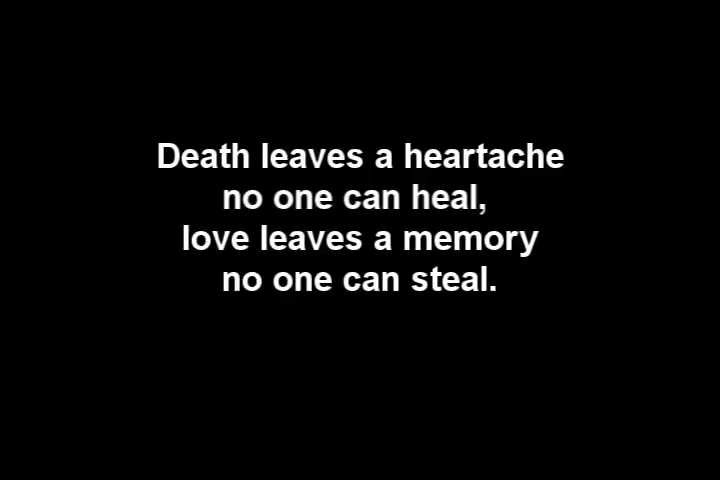 Death leaves a heartache
no one can heal,
love leaves a memory
no one can steal.